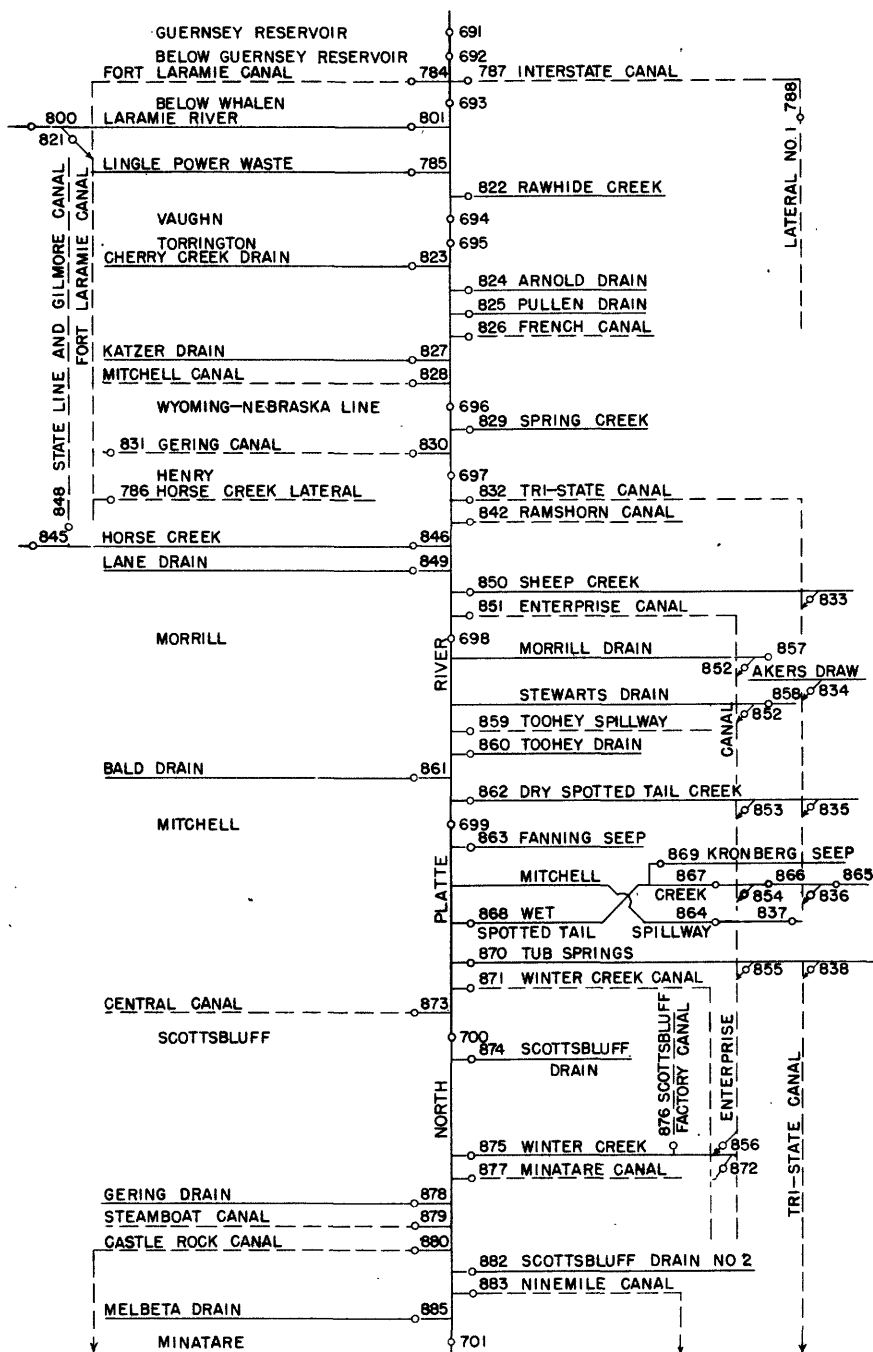 GUERNSEY RESERVOIR 691
BELOW GUERNSEY RESERVOIR 692
FORT LARAMIE CANAL 784 787 INTERSTATE CANAL
788
LATERAL NO. 1
BELOW WHALEN 693
800 LARAMIE RIVER 801
821
LINGLE POWER WASTE 785
848 STATE LINE AND GILMORE CANAL
FORT LARAMIE CANAL
822 RAWHIDE CREEK
VAUGHN 694
TORRINGTON 695
CHERRY CREEK DRAIN 823
824 ARNOLD DRAIN
825 PULLEN DRAIN
826 FRENCH CANAL
KATZER DRAIN 827
MITCHELL CANAL 828
WYOMING-NEBRASKA LINE 696
829 SPRING CREEK
831 GERING CANAL 830
HENRY 697
786 HORSE CREEK LATERAL 832 TRI-STATE CANAL
842 RAMSHORN CANAL
845 HORSE CREEK 846
LANE DRAIN 849
850 SHEEP CREEK 833
851 ENTERPRISE CANAL
MORRILL 698
RIVER
MORRILL DRAIN 857
852 AKERS DRAW
834
STEWARTS DRAIN 858
852
CANAL
859 TOOHEY SPILLWAY
860 TOOHEY DRAIN
BALD DRAIN 861
862 DRY SPOTTED TAIL CREEK
853 835
MITCHELL 699
863 FANNING SEEP
869 KRONBERG SEEP
PLATTE
MITCHELL 867 866 865
CREEK 854 836
868 WET 864 837
SPOTTED TAIL SPILLWAY
870 TUB SPRINGS
855 838
871 WINTER CREEK CANAL
CENTRAL CANAL 873
SCOTTSBLUFF 700
874 SCOTTSBLUFF
DRAIN
876 SCOTTSBLUFF
FACTORY CANAL
ENTERPRISE
TRI-STATE CANAL
NORTH
875 WINTER CREEK 856
877 MINATARE CANAL 872
GERING DRAIN 878
STEAMBOAT CANAL 879
CASTLE ROCK CANAL 880
882 SCOTTSBLUFF DRAIN NO 2
883 NINEMILE CANAL
MELBETA DRAIN 885
MINATARE 701